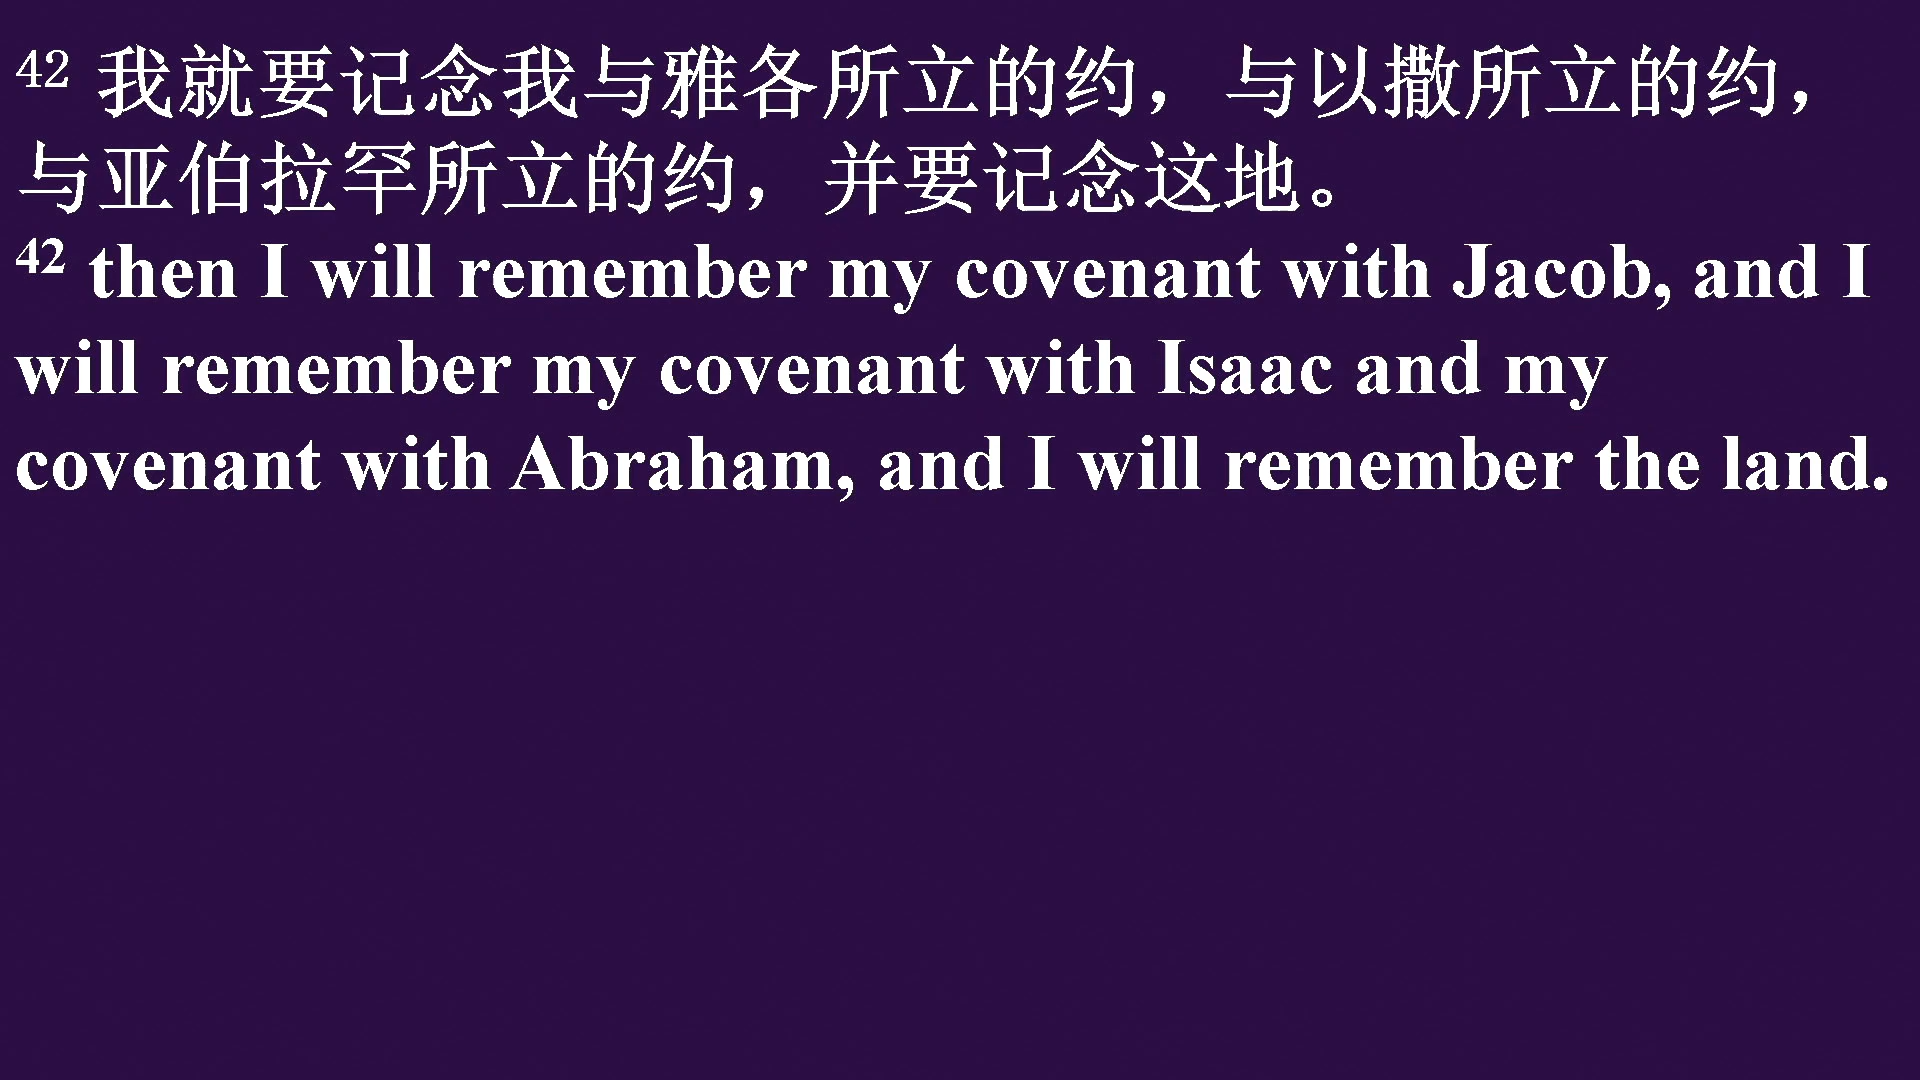 42 我就要记念我与雅各所立的约，与以撒所立的约，
与亚伯拉罕所立的约，并要记念这地。
42 then I will remember my covenant with Jacob, and I
will remember my covenant with Isaac and my
covenant with Abraham, and I will remember the land.